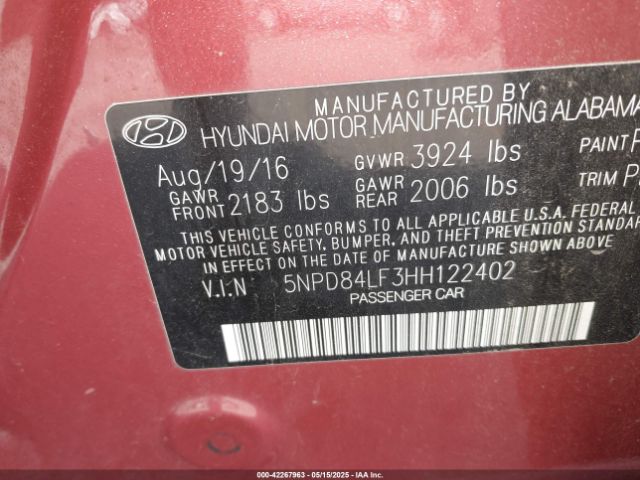 MANUFACTURED BY
HYUNDAI MOTOR MANUFACTURING ALABAMA
Aug/19/16 GVWR 3924 lbs PAINT
GAWR FRONT 2183 lbs GAWR REAR 2006 lbs TRIM
THIS VEHICLE CONFORMS TO ALL APPLICABLE U.S.A. FEDERAL
MOTOR VEHICLE SAFETY, BUMPER, AND THEFT PREVENTION STANDAR
IN EFFECT ON THE DATE OF MANUFACTURE SHOWN ABOVE
V.I.N 5NPD84LF3HH122402
PASSENGER CAR
000-42267963 - 05/15/2025 - IAA, Inc.